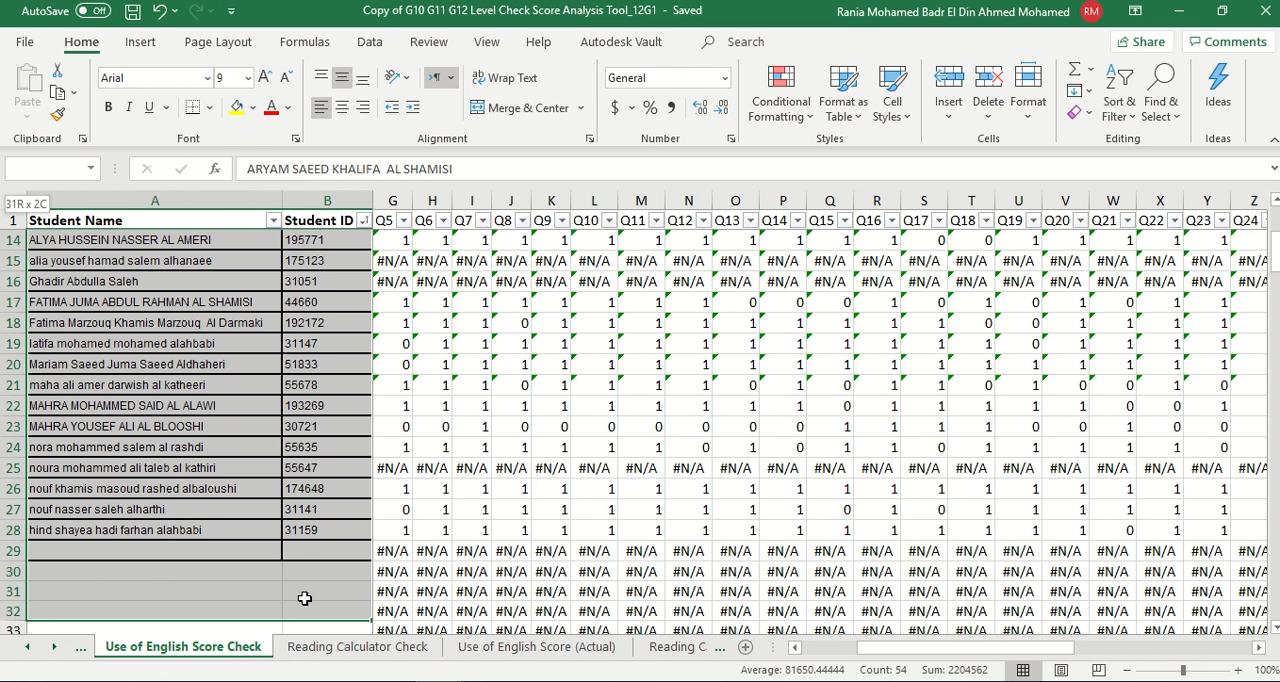 AutoSave Off Copy of G10 G11 G12 Level Check Score Analysis Tool_12G1 - Saved Rania Mohamed Badr El Din Ahmed Mohamed RM
File Home Insert Page Layout Formulas Data Review View Help Autodesk Vault Search Share Comments
Paste Arial 9 A A Wrap Text General Conditional Formatting Format as Table Cell Styles Insert Delete Format Sort & Filter Find & Select Ideas
B I U A Merge & Center $ %
Clipboard Font Alignment Number Styles Cells Editing Ideas
fx ARYAM SAEED KHALIFA AL SHAMISI
31R x 2C A B G H I J K L M N O P Q R S T U V W X Y Z
1 Student Name Student ID Q5 Q6 Q7 Q8 Q9 Q10 Q11 Q12 Q13 Q14 Q15 Q16 Q17 Q18 Q19 Q20 Q21 Q22 Q23 Q24
14 ALYA HUSSEIN NASSER AL AMERI 195771 1 1 1 1 1 1 1 1 1 1 1 1 0 0 1 1 1 1 1
15 alia yousef hamad salem alhanaee 175123 #N/A #N/A #N/A #N/A #N/A #N/A #N/A #N/A #N/A #N/A #N/A #N/A #N/A #N/A #N/A #N/A #N/A #N/A #N/A #N/A
16 Ghadir Abdulla Saleh 31051 #N/A #N/A #N/A #N/A #N/A #N/A #N/A #N/A #N/A #N/A #N/A #N/A #N/A #N/A #N/A #N/A #N/A #N/A #N/A #N/A
17 FATIMA JUMA ABDUL RAHMAN AL SHAMISI 44660 1 1 1 1 1 1 1 1 0 0 0 1 0 1 0 1 0 1 1
18 Fatima Marzouq Khamis Marzouq Al Darmaki 192172 1 1 1 0 1 1 1 1 1 1 1 1 1 0 0 1 1 1 1
19 latifa mohamed mohamed alahbabi 31147 0 1 1 1 1 1 1 1 1 1 1 1 1 1 0 1 1 1 1
20 Mariam Saeed Juma Saeed Aldhaheri 51833 0 1 1 1 1 1 1 1 1 1 1 1 1 1 1 1 1 1 1
21 maha ali amer darwish al katheeri 55678 1 1 1 0 1 1 1 1 0 1 0 1 1 0 1 0 0 1 0
22 MAHRA MOHAMMED SAID AL ALAWI 193269 1 1 1 1 1 1 1 1 1 1 0 1 1 1 1 1 0 0 1
23 MAHRA YOUSEF ALI AL BLOOSHI 30721 0 0 1 0 0 0 0 0 0 0 1 1 1 0 0 1 0 1 0
24 nora mohammed salem al rashdi 55635 1 1 1 1 1 1 1 0 1 0 1 1 0 1 1 0 1 1 0
25 noura mohammed ali taleb al kathiri 55647 #N/A #N/A #N/A #N/A #N/A #N/A #N/A #N/A #N/A #N/A #N/A #N/A #N/A #N/A #N/A #N/A #N/A #N/A #N/A #N/A
26 nouf khamis masoud rashed albaloushi 174648 1 1 1 1 1 1 1 1 1 1 1 1 1 1 1 1 1 1 1
27 nouf nasser saleh alharthi 31141 0 1 1 1 1 1 1 1 1 1 0 1 0 1 1 1 1 1 1
28 hind shayea hadi farhan alahbabi 31159 1 1 1 1 1 1 1 1 1 1 1 1 1 1 1 1 0 1 1
29 #N/A #N/A #N/A #N/A #N/A #N/A #N/A #N/A #N/A #N/A #N/A #N/A #N/A #N/A #N/A #N/A #N/A #N/A #N/A #N/A
30 #N/A #N/A #N/A #N/A #N/A #N/A #N/A #N/A #N/A #N/A #N/A #N/A #N/A #N/A #N/A #N/A #N/A #N/A #N/A #N/A
31 #N/A #N/A #N/A #N/A #N/A #N/A #N/A #N/A #N/A #N/A #N/A #N/A #N/A #N/A #N/A #N/A #N/A #N/A #N/A #N/A
32 #N/A #N/A #N/A #N/A #N/A #N/A #N/A #N/A #N/A #N/A #N/A #N/A #N/A #N/A #N/A #N/A #N/A #N/A #N/A #N/A
33 #N/A #N/A #N/A #N/A #N/A #N/A #N/A #N/A #N/A #N/A #N/A #N/A #N/A #N/A #N/A #N/A #N/A #N/A #N/A #N/A
... Use of English Score Check Reading Calculator Check Use of English Score (Actual) Reading C ...
Average: 81650.44444 Count: 54 Sum: 2204562 100%